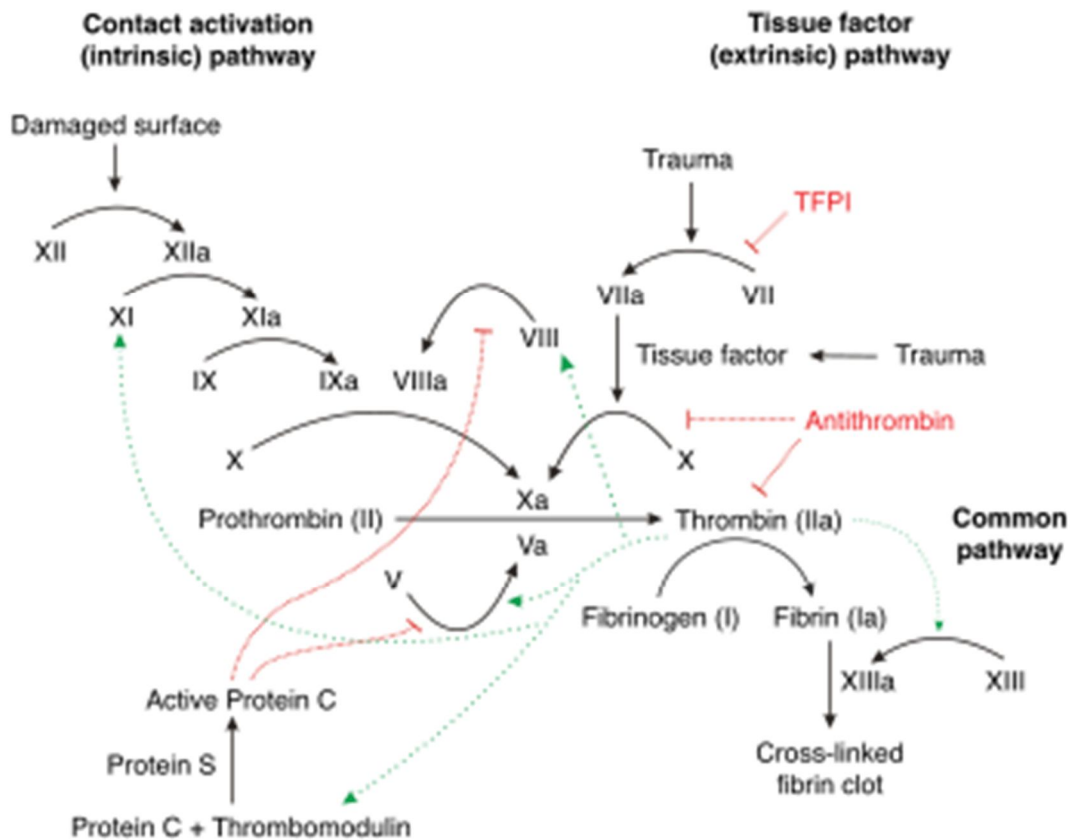 Contact activation
(intrinsic) pathway
Tissue factor
(extrinsic) pathway
Damaged surface
Trauma
TFPI
XII
XIIa
VIIa
VII
XI
XIa
VIII
Tissue factor
Trauma
IX
IXa
VIIIa
Antithrombin
X
X
Xa
Prothrombin (II)
Thrombin (IIa)
Common
pathway
Va
V
Fibrinogen (I)
Fibrin (Ia)
XIIIa
XIII
Active Protein C
Cross-linked
fibrin clot
Protein S
Protein C + Thrombomodulin